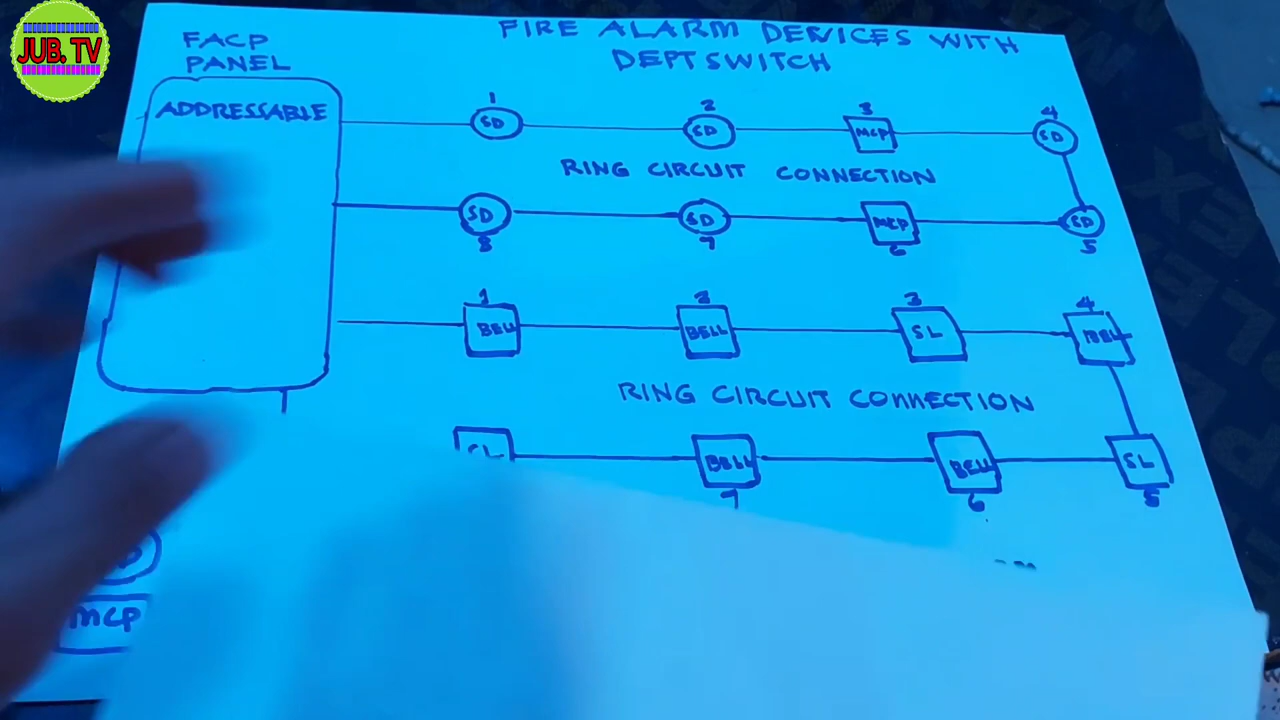 JUB. TV
FACP
PANEL
FIRE ALARM DEVICES WITH
DEPTSWITCH
ADDRESSABLE
1 2 3 4
SD SD MCP SD
RING CIRCUIT CONNECTION
SD SD MCP SD
8 7 6 5
1 2 3 4
BELL BELL SL BELL
RING CIRCUIT CONNECTION
SL BELL BELL SL
7 6 5
MCP